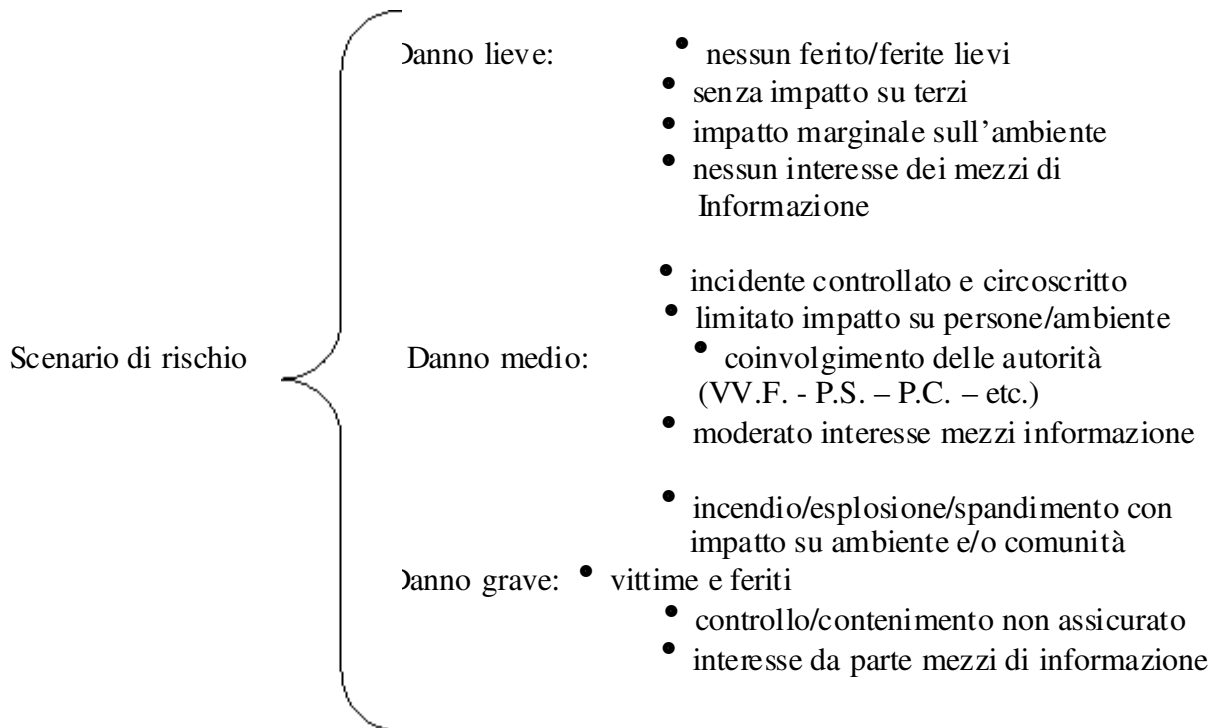 Danno lieve: • nessun ferito/ferite lievi
• senza impatto su terzi
• impatto marginale sull’ambiente
• nessun interesse dei mezzi di
Informazione
• incidente controllato e circoscritto
• limitato impatto su persone/ambiente
Scenario di rischio Danno medio: • coinvolgimento delle autorità
(VV.F. - P.S. – P.C. – etc.)
• moderato interesse mezzi informazione
• incendio/esplosione/spandimento con
impatto su ambiente e/o comunità
Danno grave: • vittime e feriti
• controllo/contenimento non assicurato
• interesse da parte mezzi di informazione